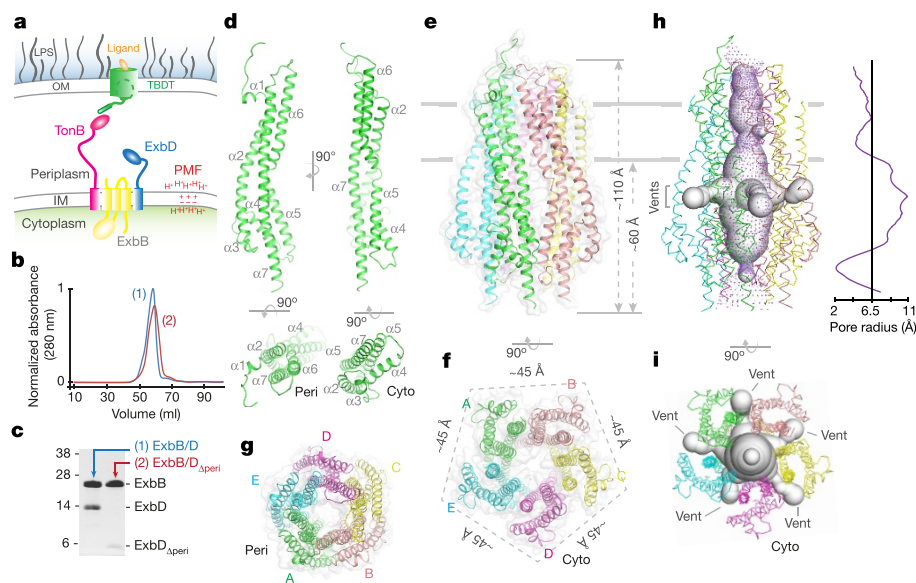 a
LPS
Ligand
OM
TBDT
TonB
ExbD
Periplasm
PMF
H⁺ H⁺ H⁺ H⁺ H⁺
IM
+ + +
− − −
H⁺ H⁺ H⁺ H⁺
Cytoplasm
ExbB
b
Normalized absorbance
(280 nm)
1
0
(1)
(2)
10 50 100
Volume (ml)
c
(1) ExbB/D
(2) ExbB/DΔperi
38
28
14
6
ExbB
ExbD
ExbDΔperi
d
α1
α6
α2
α7
α4
α5
α3
α7
90°
α6
α2
α7
α5
α4
90°
90°
α4
α2
α5
α1
α7
α6
Peri
α5
α4
α2
α3
Cyto
e
~110 Å
~60 Å
90°
f
~45 Å
~45 Å
~45 Å
~45 Å
~45 Å
A
B
C
D
E
Cyto
g
D
C
E
Peri
A
B
h
Vents
2 6.5 11
Pore radius (Å)
90°
i
Vent
Vent
Vent
Vent
Vent
Cyto